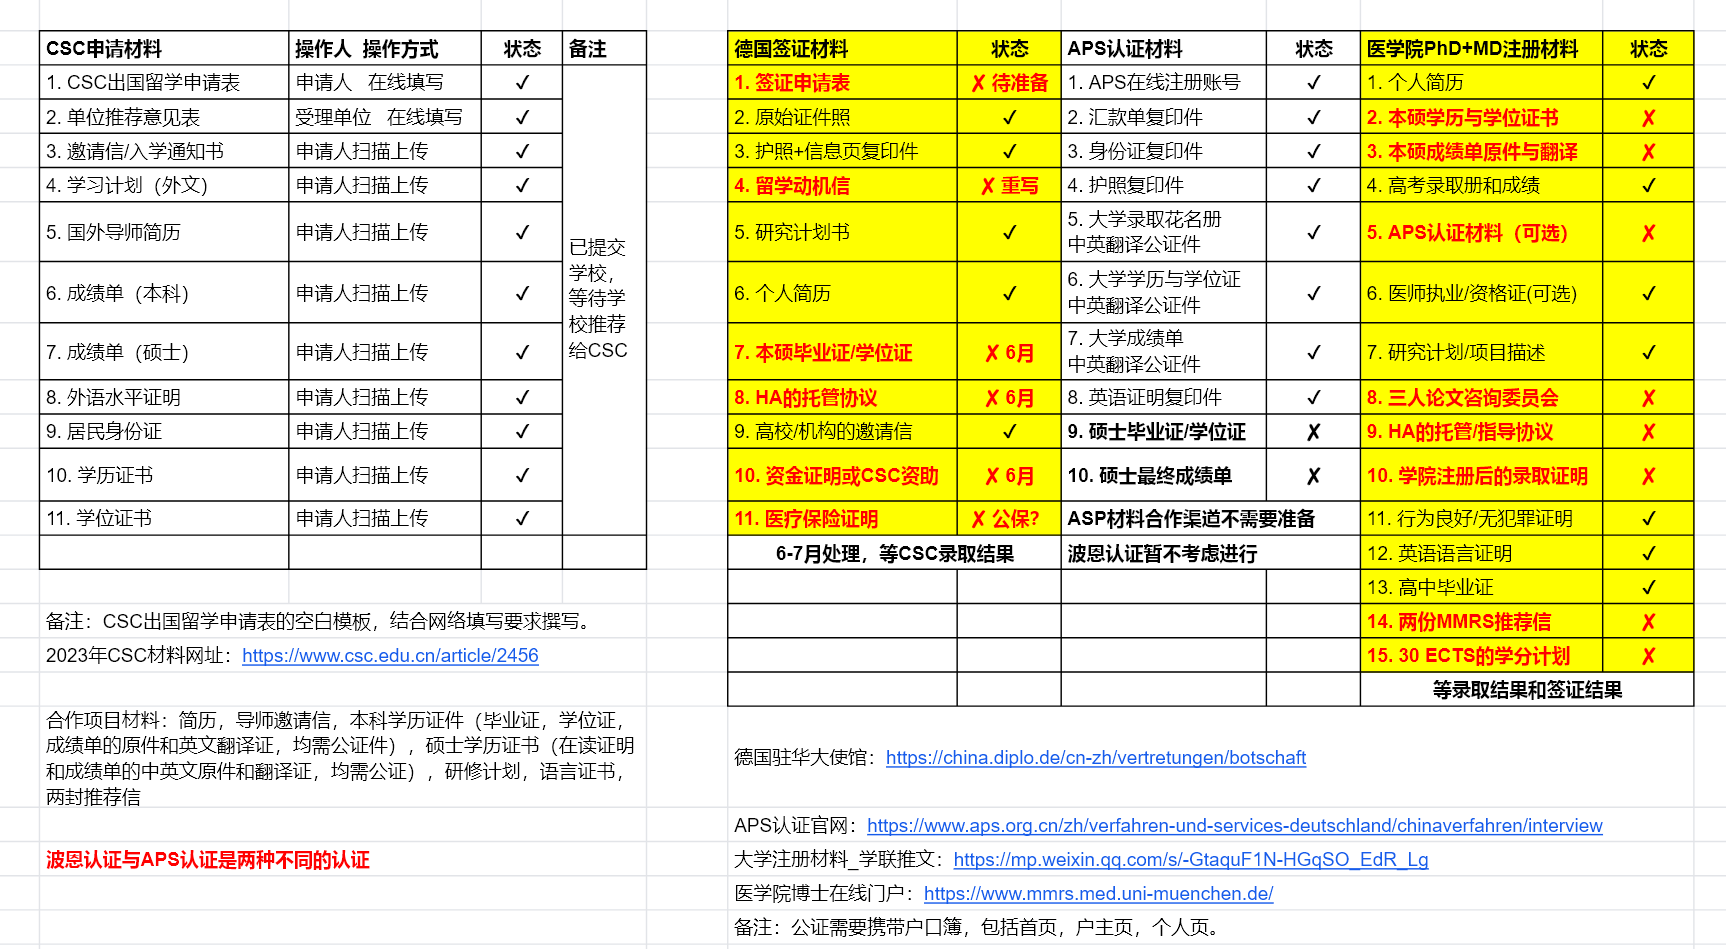 CSC申请材料 操作人 操作方式 状态 备注
1. CSC出国留学申请表 申请人 在线填写 ✓
2. 单位推荐意见表 受理单位 在线填写 ✓
3. 邀请信/入学通知书 申请人扫描上传 ✓
4. 学习计划（外文） 申请人扫描上传 ✓
5. 国外导师简历 申请人扫描上传 ✓
6. 成绩单（本科） 申请人扫描上传 ✓
7. 成绩单（硕士） 申请人扫描上传 ✓
8. 外语水平证明 申请人扫描上传 ✓
9. 居民身份证 申请人扫描上传 ✓
10. 学历证书 申请人扫描上传 ✓
11. 学位证书 申请人扫描上传 ✓
已提交
学校，
等待学
校推荐
给CSC
备注：CSC出国留学申请表的空白模板，结合网络填写要求撰写。
2023年CSC材料网址：https://www.csc.edu.cn/article/2456
合作项目材料：简历，导师邀请信，本科学历证件（毕业证，学位证，
成绩单的原件和英文翻译证，均需公证件），硕士学历证书（在读证明
和成绩单的中英文原件和翻译证，均需公证），研修计划，语言证书，
两封推荐信
波恩认证与APS认证是两种不同的认证
德国签证材料 状态
1. 签证申请表 ✗ 待准备
2. 原始证件照 ✓
3. 护照+信息页复印件 ✓
4. 留学动机信 ✗ 重写
5. 研究计划书 ✓
6. 个人简历 ✓
7. 本硕毕业证/学位证 ✗ 6月
8. HA的托管协议 ✗ 6月
9. 高校/机构的邀请信 ✓
10. 资金证明或CSC资助 ✗ 6月
11. 医疗保险证明 ✗ 公保?
6-7月处理，等CSC录取结果
APS认证材料 状态
1. APS在线注册账号 ✓
2. 汇款单复印件 ✓
3. 身份证复印件 ✓
4. 护照复印件 ✓
5. 大学录取花名册
中英翻译公证件 ✓
6. 大学学历与学位证
中英翻译公证件 ✓
7. 大学成绩单
中英翻译公证件 ✓
8. 英语证明复印件 ✓
9. 硕士毕业证/学位证 ✗
10. 硕士最终成绩单 ✗
ASP材料合作渠道不需要准备
波恩认证暂不考虑进行
医学院PhD+MD注册材料 状态
1. 个人简历 ✓
2. 本硕学历与学位证书 ✗
3. 本硕成绩单原件与翻译 ✗
4. 高考录取册和成绩 ✓
5. APS认证材料（可选） ✗
6. 医师执业/资格证(可选) ✓
7. 研究计划/项目描述 ✓
8. 三人论文咨询委员会 ✗
9. HA的托管/指导协议 ✗
10. 学院注册后的录取证明 ✗
11. 行为良好/无犯罪证明 ✓
12. 英语语言证明 ✓
13. 高中毕业证 ✓
14. 两份MMRS推荐信 ✗
15. 30 ECTS的学分计划 ✗
等录取结果和签证结果
德国驻华大使馆：https://china.diplo.de/cn-zh/vertretungen/botschaft
APS认证官网：https://www.aps.org.cn/zh/verfahren-und-services-deutschland/chinaverfahren/interview
大学注册材料_学联推文：https://mp.weixin.qq.com/s/-GtaquF1N-HGqSO_EdR_Lg
医学院博士在线门户：https://www.mmrs.med.uni-muenchen.de/
备注：公证需要携带户口簿，包括首页，户主页，个人页。